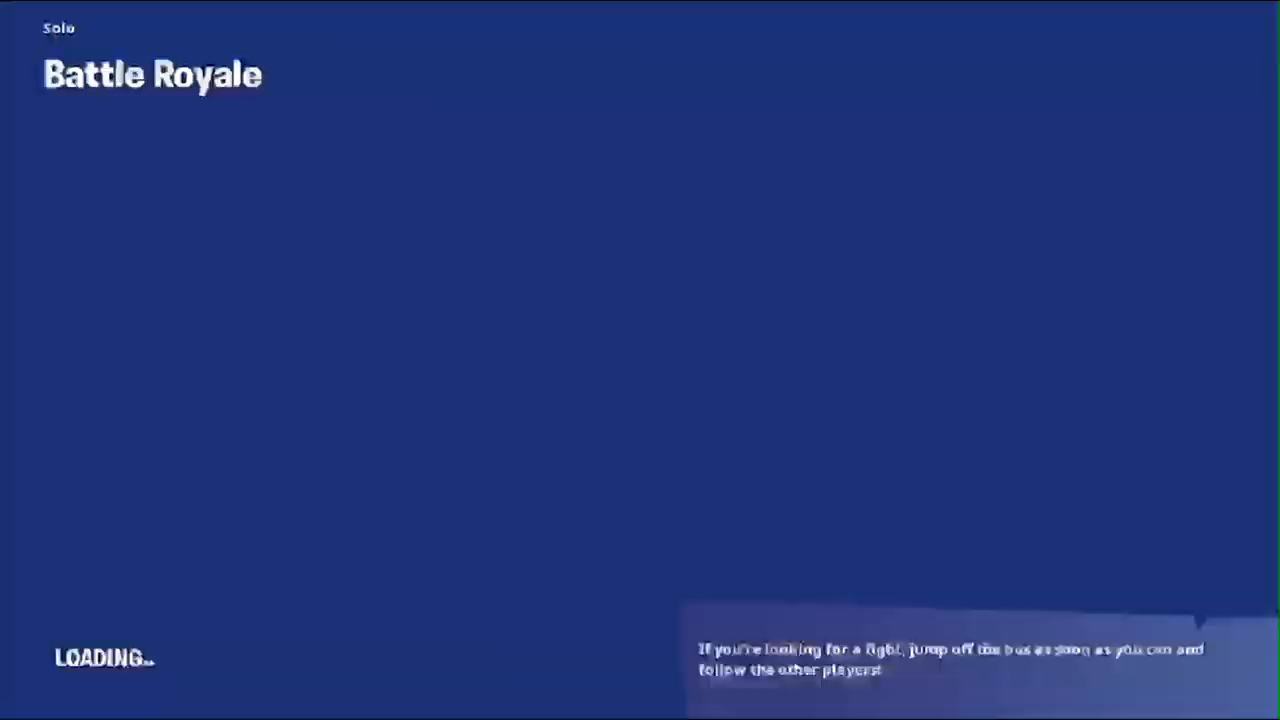 Solo
Battle Royale
LOADING..
If you're looking for a fight, jump off the bus as soon as you can and
follow the other players!